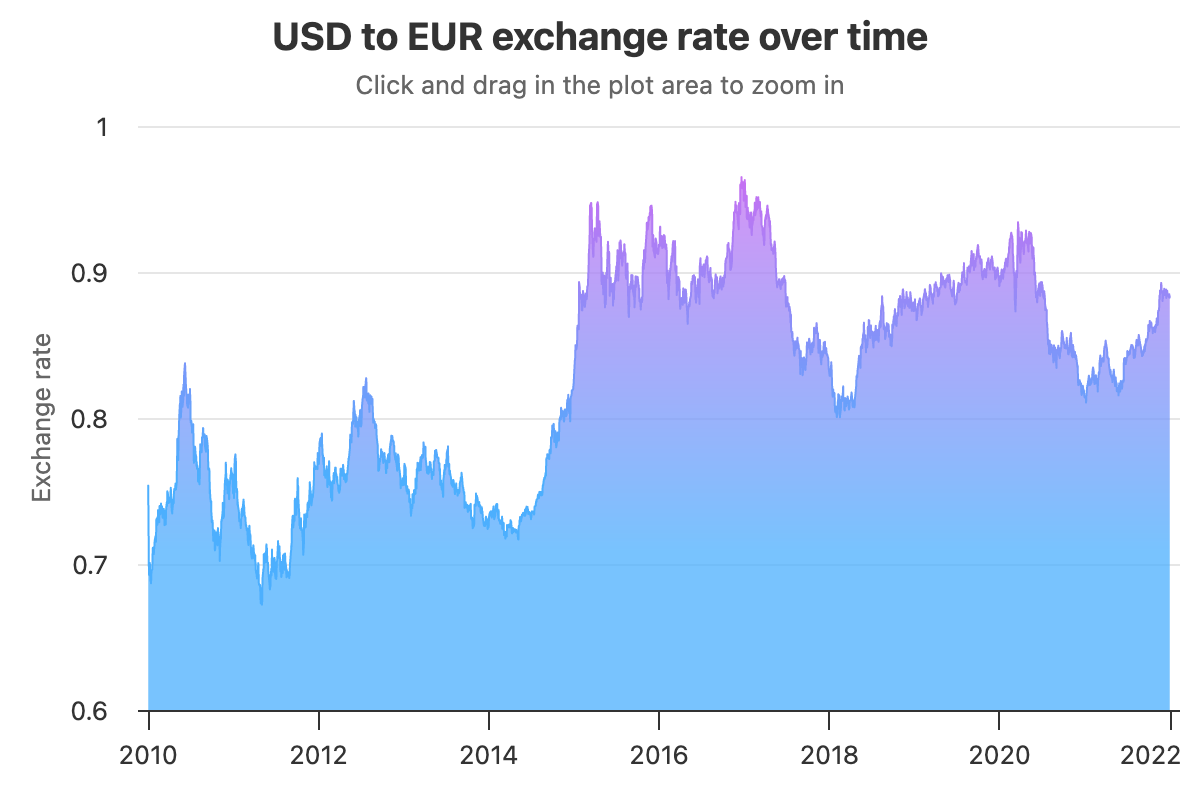 USD to EUR exchange rate over time
Click and drag in the plot area to zoom in
Exchange rate
1
0.9
0.8
0.7
0.6
2010 2012 2014 2016 2018 2020 2022